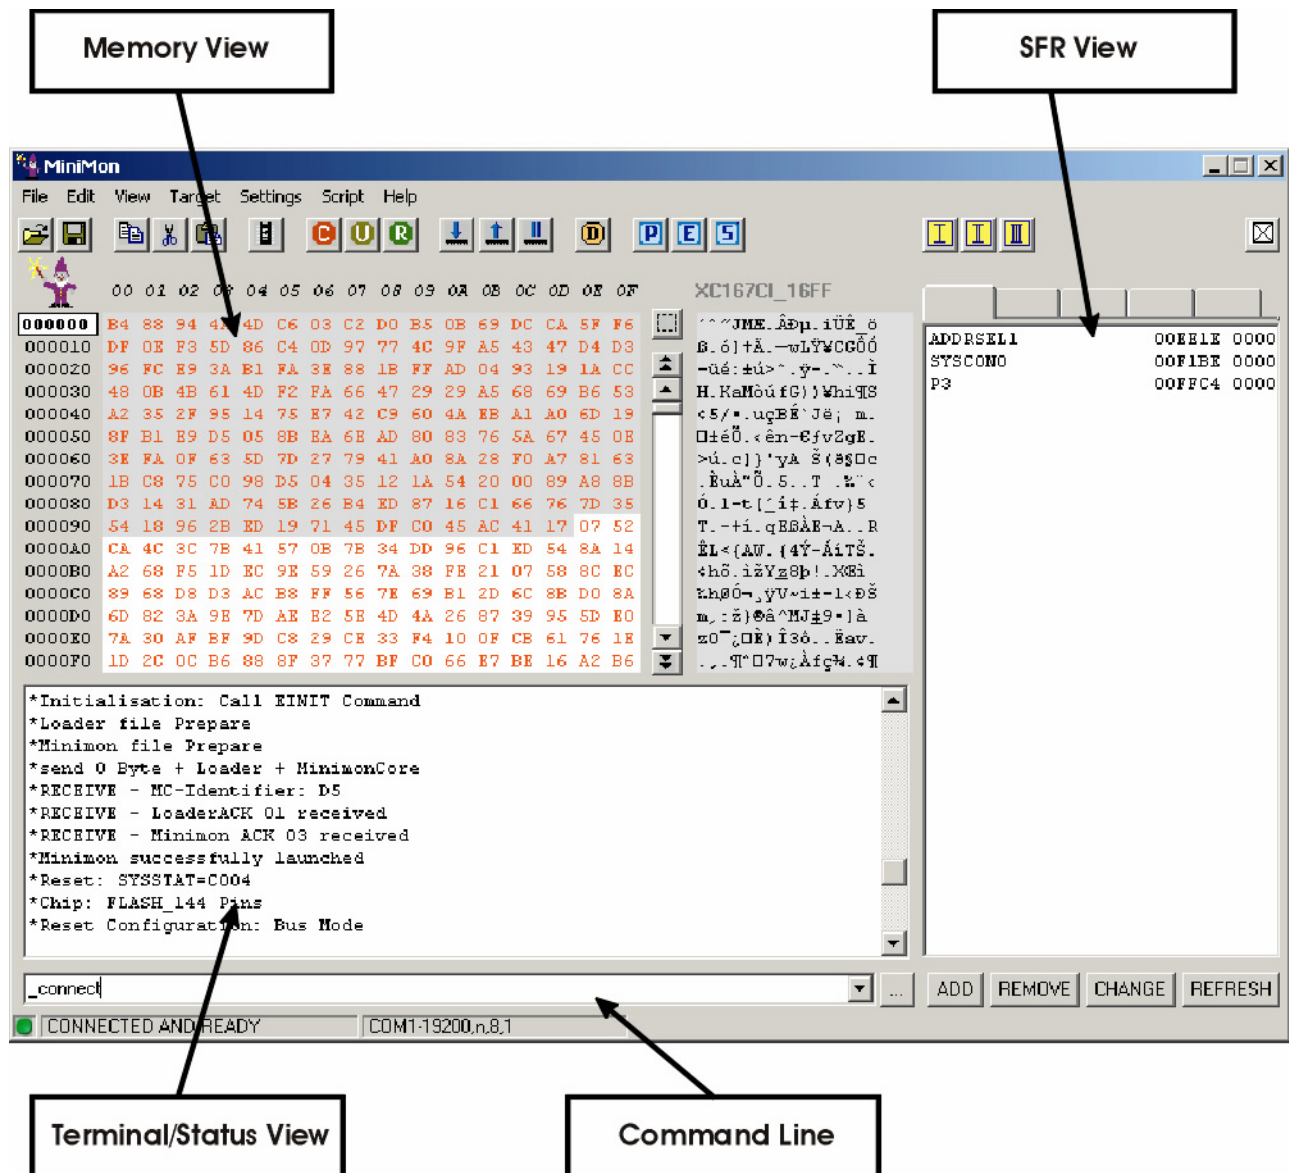 Memory View
SFR View
MiniMon
File Edit View Target Settings Script Help
C U R D P E S I I II
00 01 02 03 04 05 06 07 08 09 0A 0B 0C 0D 0E 0F XC167CI_16FF
000000 B4 88 94 4A 4D C6 03 C2 D0 B5 0B 69 DC CA 5F F6
000010 DF 0E F3 5D 86 C4 0D 97 77 4C 9F A5 43 47 D4 D3
000020 96 FC E9 3A B1 FA 3E 88 1B FF AD 04 93 19 1A CC
000030 48 0B 4B 61 4D F2 FA 66 47 29 29 A5 68 69 B6 53
000040 A2 35 2F 95 14 75 E7 42 C9 60 4A EB A1 A0 6D 19
000050 8F B1 E9 D5 05 8B EA 6E AD 80 83 76 5A 67 45 0E
000060 3E FA 0F 63 5D 7D 27 79 41 A0 8A 28 F0 A7 81 63
000070 1B C8 75 C0 98 D5 04 35 12 1A 54 20 00 89 A8 8B
000080 D3 14 31 AD 74 5B 26 B4 ED 87 16 C1 66 76 7D 35
000090 54 18 96 2B ED 19 71 45 DF C0 45 AC 41 17 07 52
0000A0 CA 4C 3C 7B 41 57 0B 7B 34 DD 96 C1 ED 54 8A 14
0000B0 A2 68 F5 1D EC 9E 59 26 7A 38 FE 21 07 58 8C EC
0000C0 89 68 D8 D3 AC B8 FF 56 7E 69 B1 2D 6C 8B D0 8A
0000D0 6D 82 3A 9E 7D AE E2 5E 4D 4A 26 87 39 95 5D E0
0000E0 7A 30 AF BF 9D C8 29 CE 33 F4 10 0F CB 61 76 1E
0000F0 1D 2C 0C B6 88 8F 37 77 BF C0 66 E7 BE 16 A2 B6
ADDRSEL1 00EE1E 0000
SYSCON0 00F1BE 0000
P3 00FFC4 0000
*Initialisation: Call EINIT Command
*Loader file Prepare
*Minimon file Prepare
*send 0 Byte + Loader + MinimonCore
*RECEIVE - MC-Identifier: D5
*RECEIVE - LoaderACK 01 received
*RECEIVE - Minimon ACK 03 received
*Minimon successfully launched
*Reset: SYSSTAT=C004
*Chip: FLASH_144 Pins
*Reset Configuration: Bus Mode
_connect ...
ADD REMOVE CHANGE REFRESH
CONNECTED AND READY COM1-19200,n,8,1
Terminal/Status View
Command Line